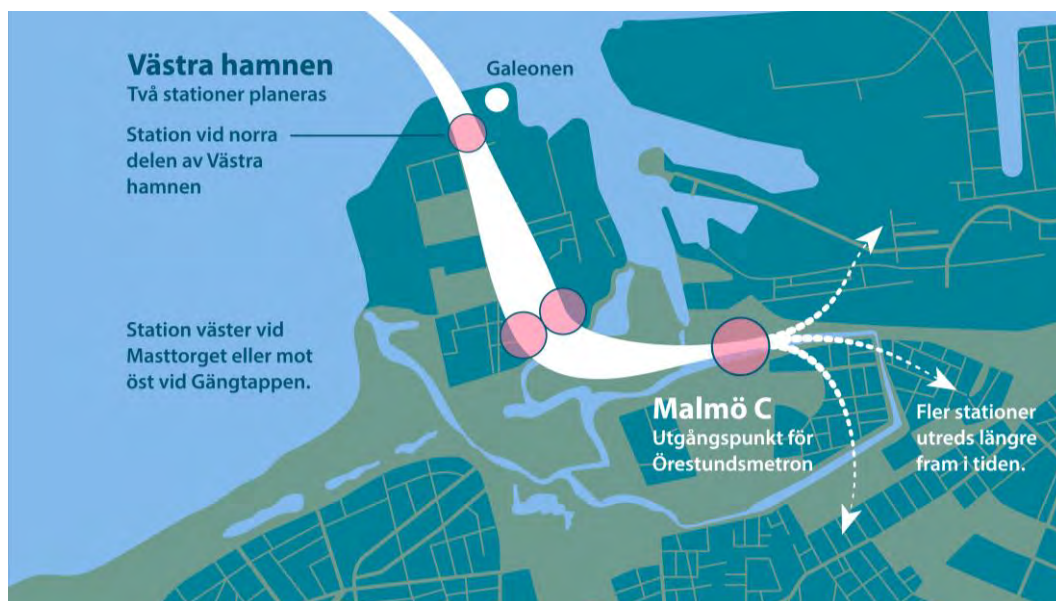 Västra hamnen
Två stationer planeras
Galeonen
Station vid norra
delen av Västra
hamnen
Station väster vid
Masttorget eller mot
öst vid Gängtappen.
Malmö C
Utgångspunkt för
Örestundsmetron
Fler stationer
utreds längre
fram i tiden.